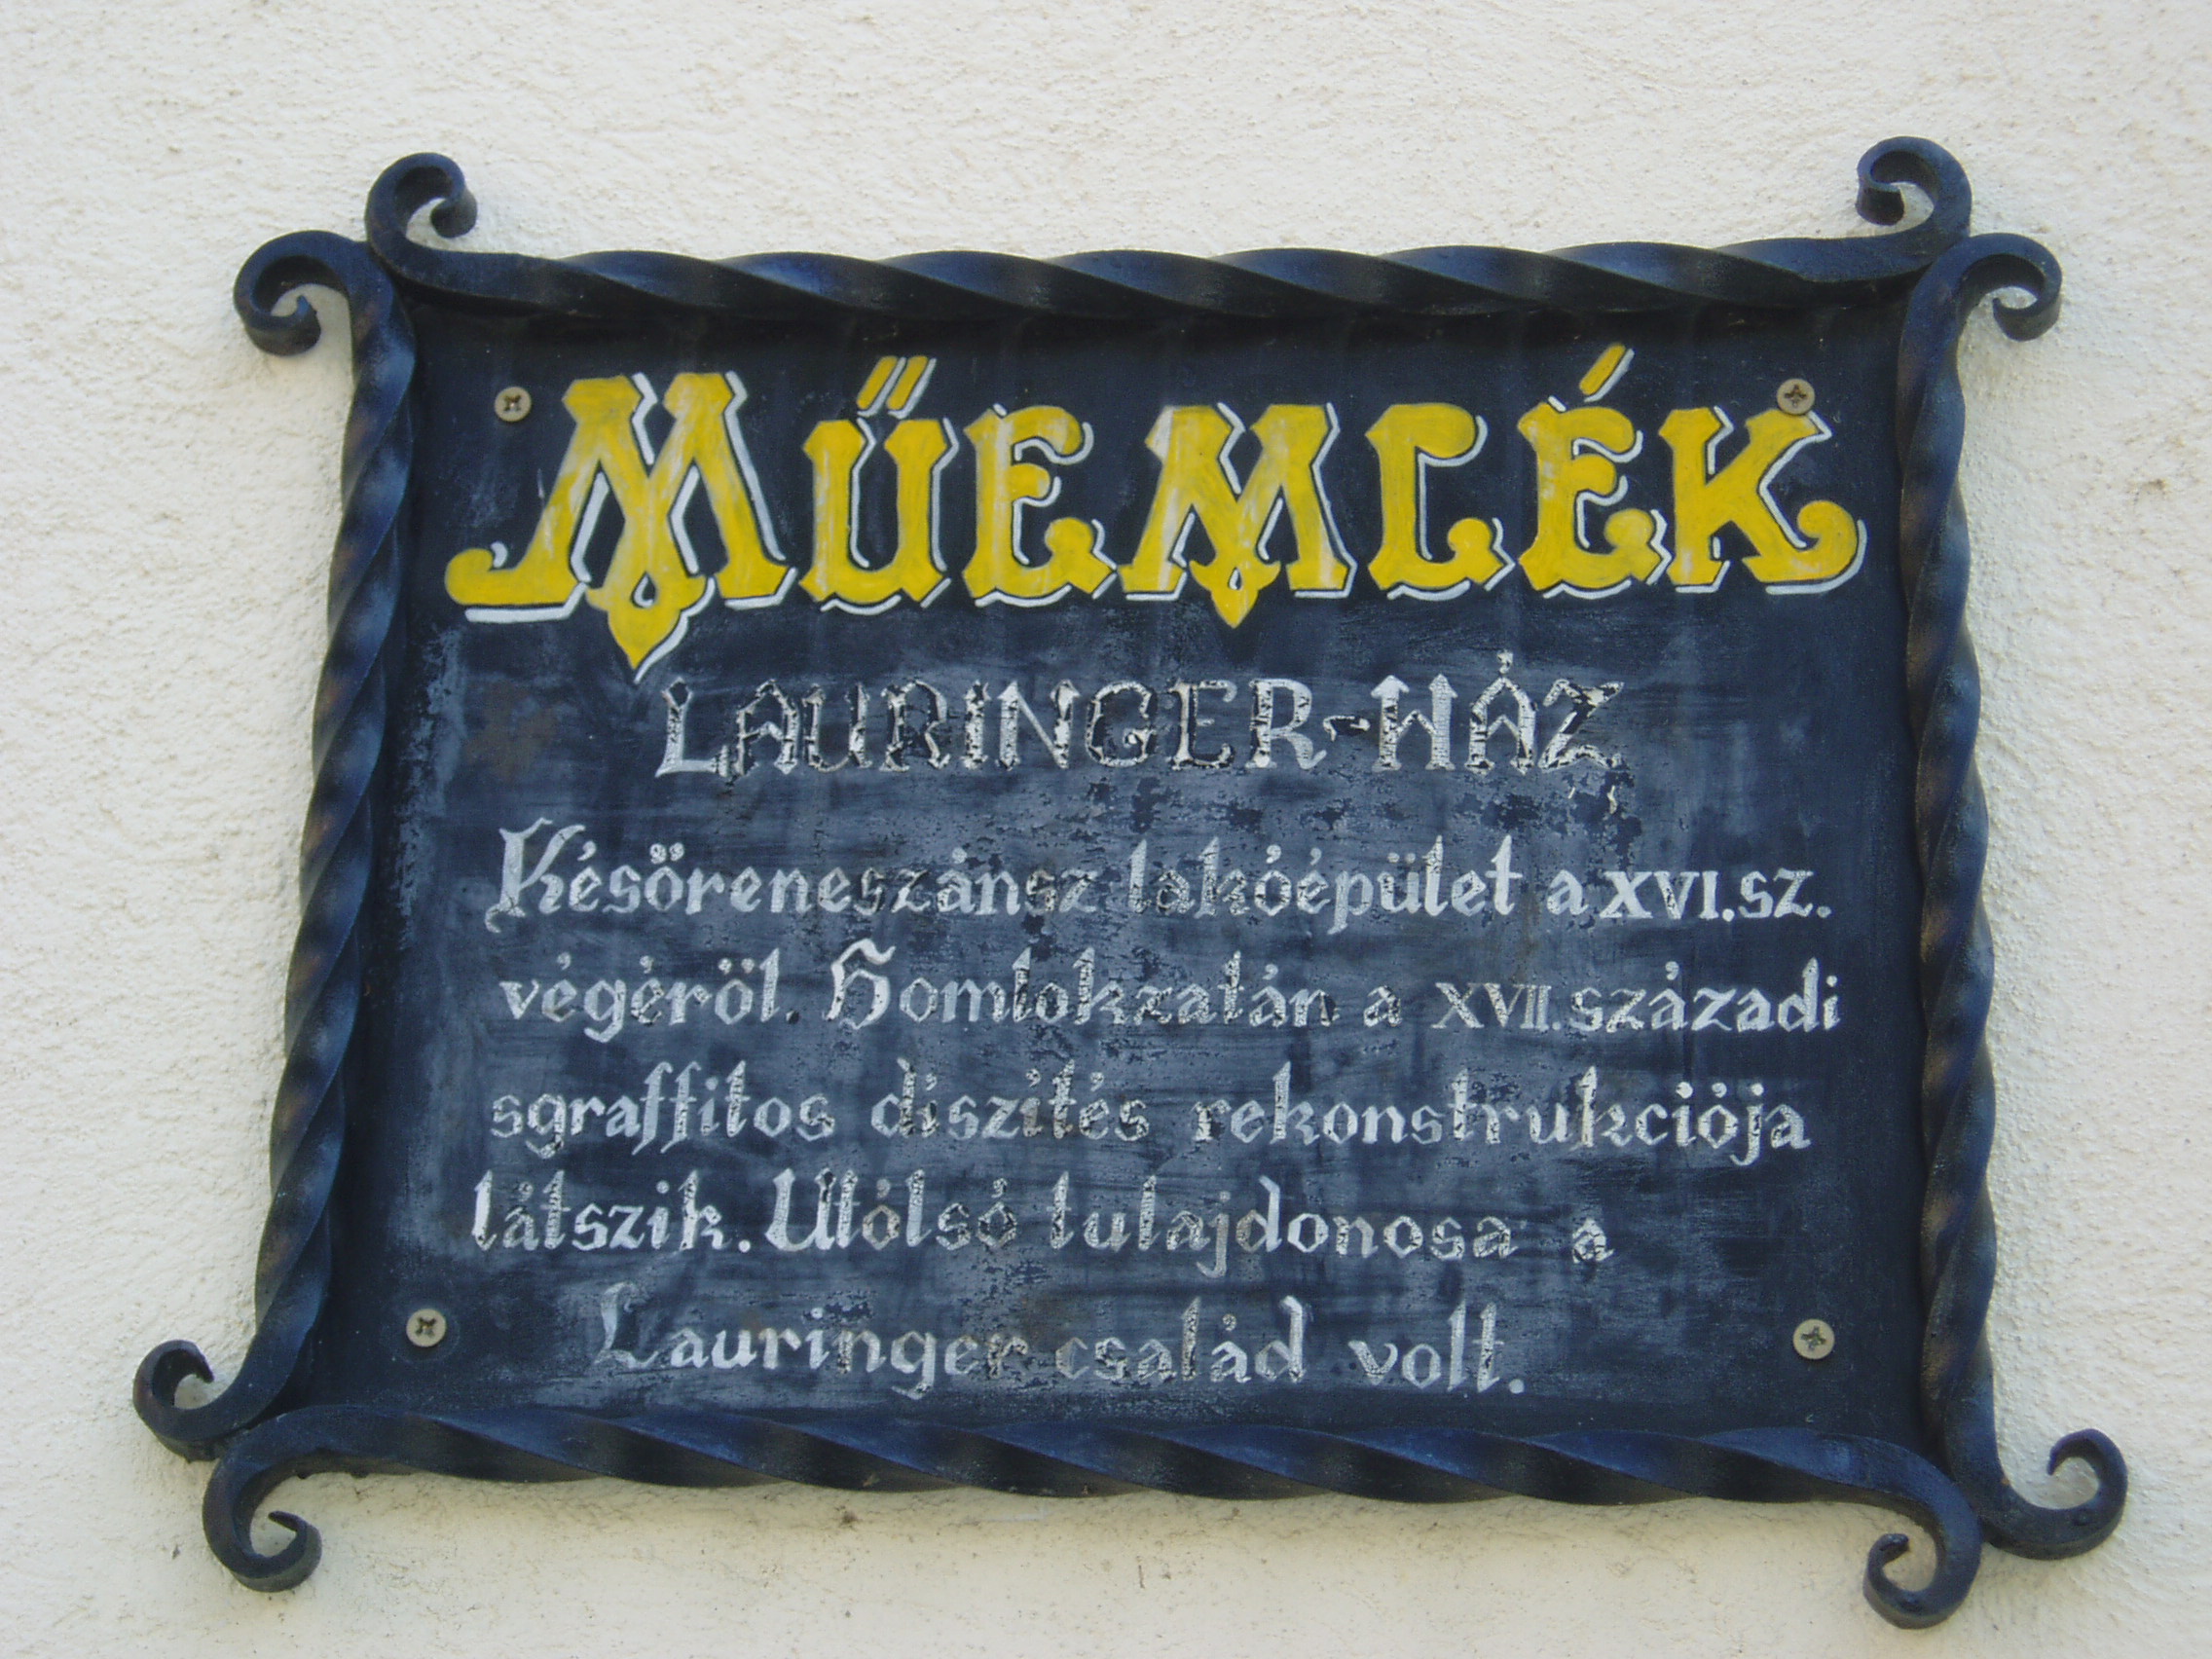 MŰEMLÉK
LAURINGER-HÁZ
Későreneszánsz lakóépület a XVI.sz.
végéről. Homlokzatán a XVII.századi
sgraffitos díszítés rekonstrukciója
látszik. Utólsó tulajdonosa a
Lauringer család volt.